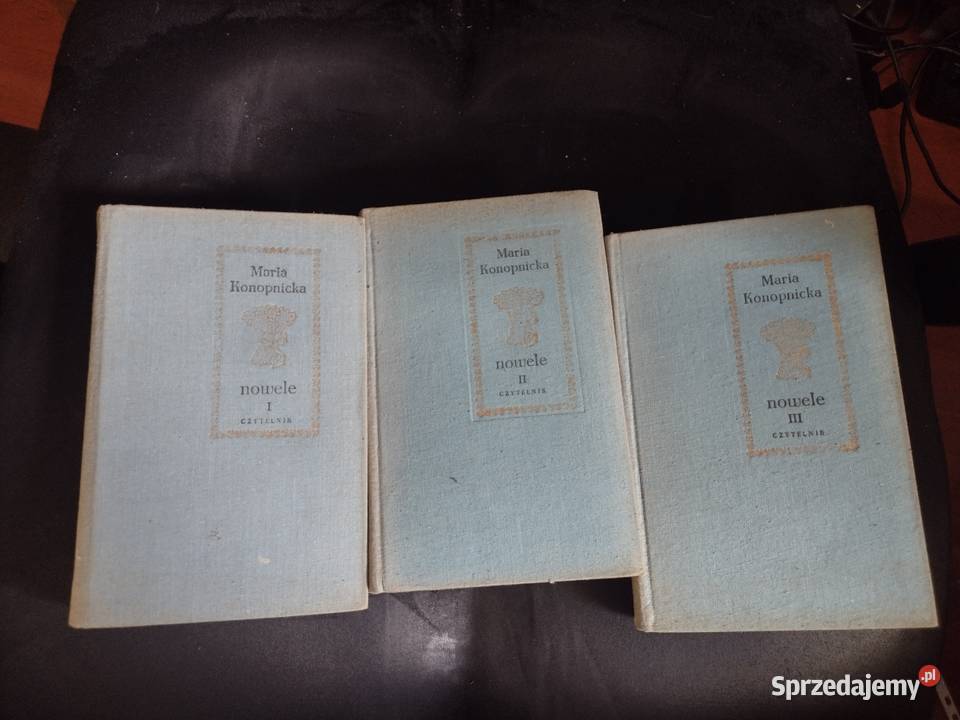 Maria
Konopnicka
nowele
I
CZYTELNIK
Maria
Konopnicka
nowele
II
CZYTELNIK
Maria
Konopnicka
nowele
III
CZYTELNIK
Sprzedajemy.pl